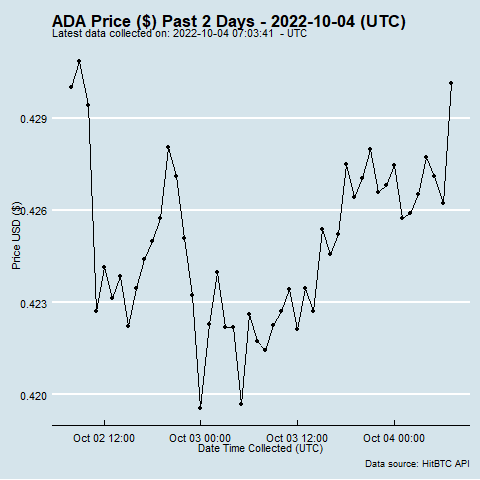 ADA Price ($) Past 2 Days - 2022-10-04 (UTC)
Latest data collected on: 2022-10-04 07:03:41 - UTC
0.429
0.426
0.423
0.420
Price USD ($)
Oct 02 12:00 Oct 03 00:00 Oct 03 12:00 Oct 04 00:00
Date Time Collected (UTC)
Data source: HitBTC API